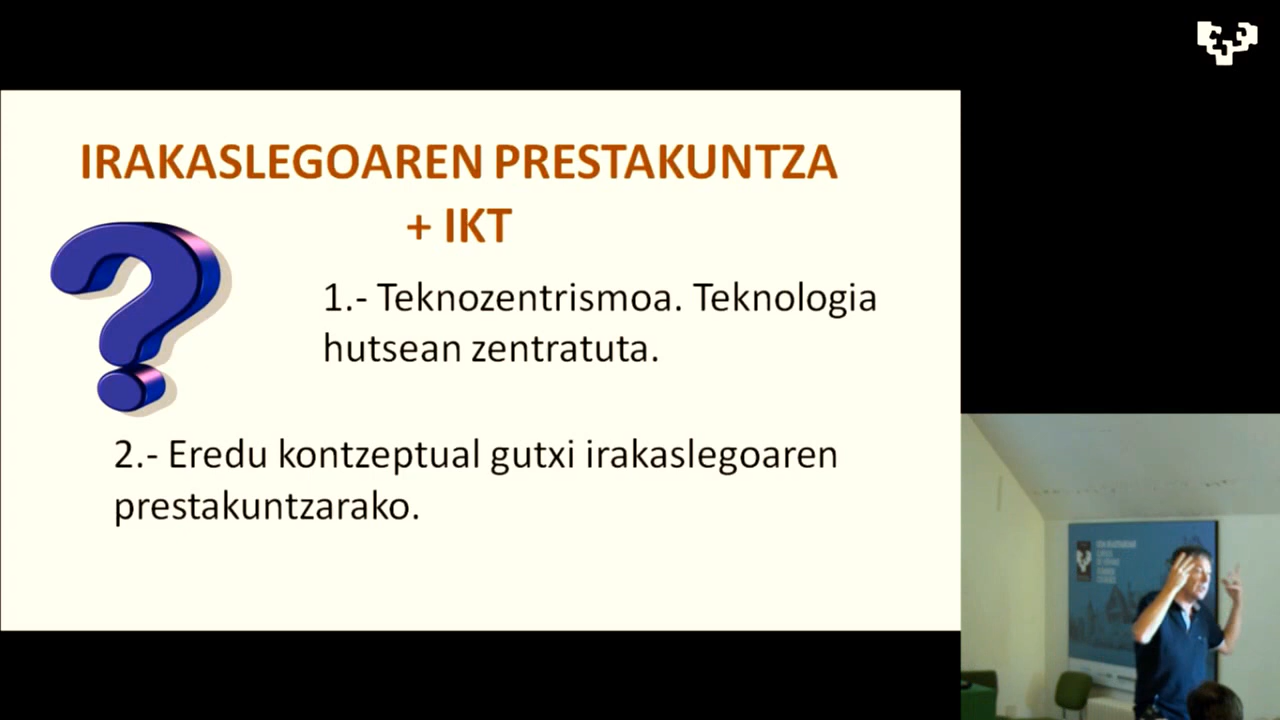 IRAKASLEGOAREN PRESTAKUNTZA
+ IKT
1.- Teknozentrismoa. Teknologia
hutsean zentratuta.
2.- Eredu kontzeptual gutxi irakaslegoaren
prestakuntzarako.